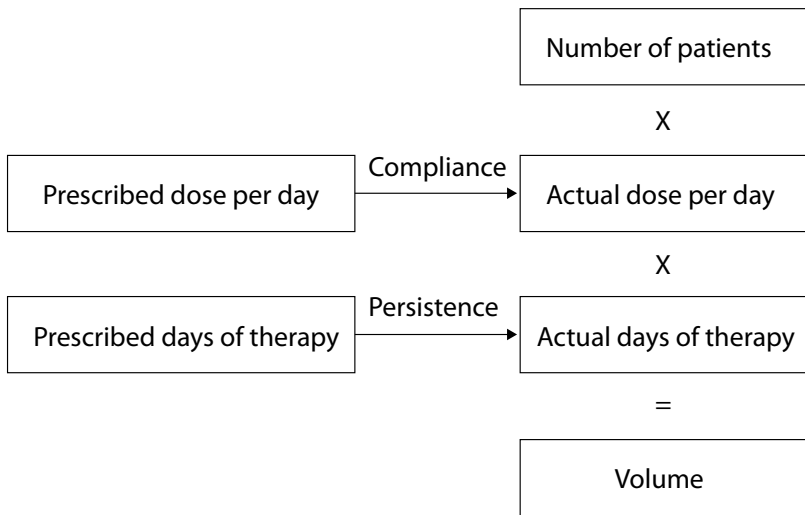 Number of patients
X
Compliance
Prescribed dose per day
Actual dose per day
X
Persistence
Prescribed days of therapy
Actual days of therapy
=
Volume